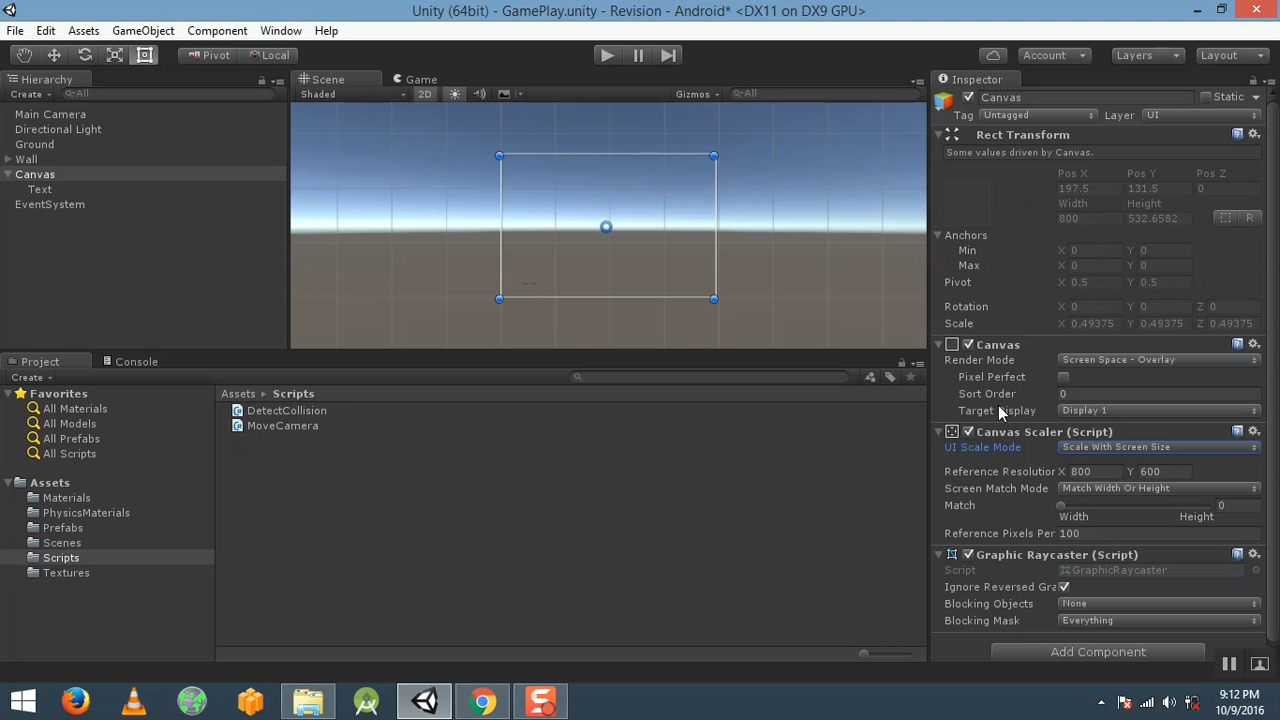 Unity (64bit) - GamePlay.unity - Revision - Android* <DX11 on DX9 GPU>
File Edit Assets GameObject Component Window Help
Pivot Local Account Layers Layout
Hierarchy
Create All
Main Camera
Directional Light
Ground
Wall
Canvas
Text
EventSystem
Scene Game
Shaded 2D Gizmos All
Inspector
Canvas Static
Tag Untagged Layer UI
Rect Transform
Some values driven by Canvas.
Pos X Pos Y Pos Z
197.5 131.5 0
Width Height
800 532.6582 R
Anchors
Min X 0 Y 0
Max X 0 Y 0
Pivot X 0.5 Y 0.5
Rotation X 0 Y 0 Z 0
Scale X 0.49375 Y 0.49375 Z 0.49375
Canvas
Render Mode Screen Space - Overlay
Pixel Perfect
Sort Order 0
Target Display Display 1
Canvas Scaler (Script)
UI Scale Mode Scale With Screen Size
Reference Resolution X 800 Y 600
Screen Match Mode Match Width Or Height
Match 0
Width Height
Reference Pixels Per 100
Graphic Raycaster (Script)
Script GraphicRaycaster
Ignore Reversed Gra
Blocking Objects None
Blocking Mask Everything
Add Component
Project Console
Create
Favorites
All Materials
All Models
All Prefabs
All Scripts
Assets
Materials
PhysicsMaterials
Prefabs
Scenes
Scripts
Textures
Assets Scripts
DetectCollision
MoveCamera
9:12 PM
10/9/2016